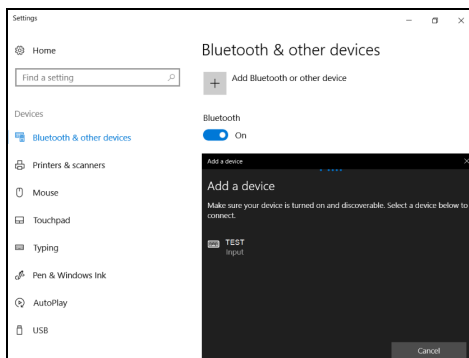 Settings
Home
Find a setting
Devices
Bluetooth & other devices
Printers & scanners
Mouse
Touchpad
Typing
Pen & Windows Ink
AutoPlay
USB
Bluetooth & other devices
Add Bluetooth or other device
Bluetooth
On
Add a device
Add a device
Make sure your device is turned on and discoverable. Select a device below to
connect.
TEST
Input
Cancel